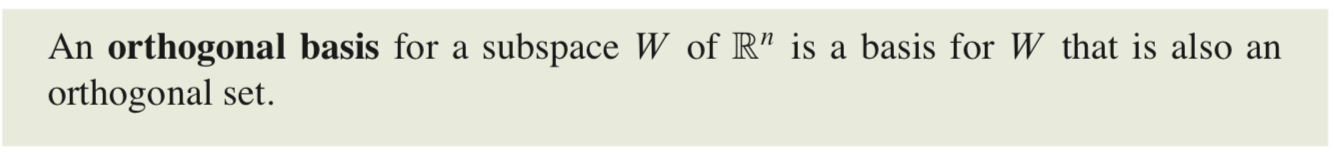 An orthogonal basis for a subspace W of ℝⁿ is a basis for W that is also an
orthogonal set.